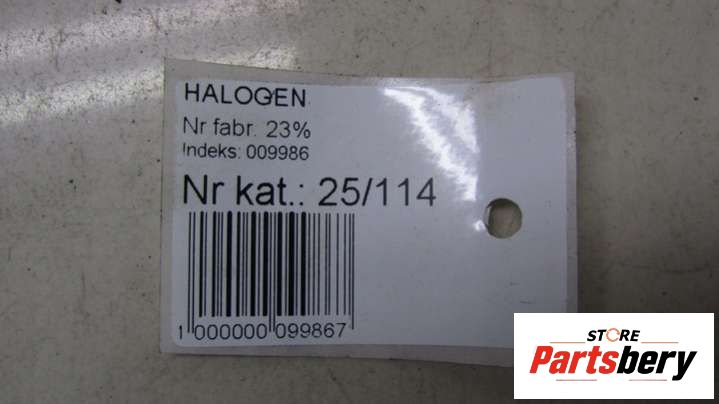 HALOGEN
Nr fabr. 23%
Indeks: 009986
Nr kat.: 25/114
1 000000 099867
STORE
Partsbery